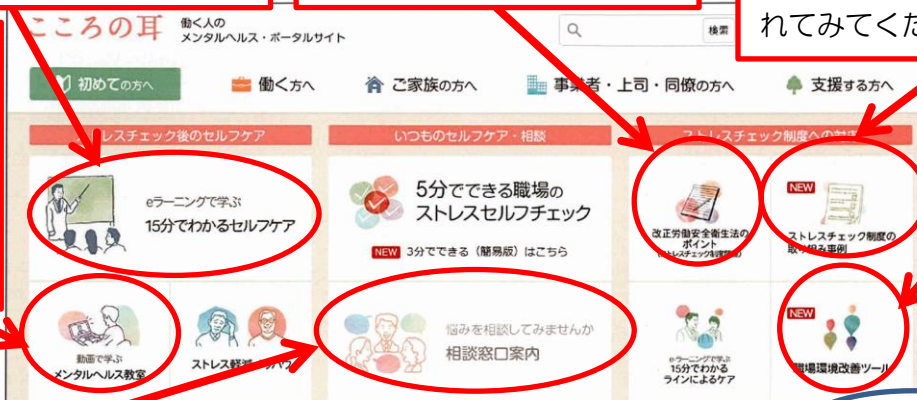 れてみてくだ
こころの耳
働く人の
メンタルヘルス・ポータルサイト
検索
初めての方へ
働く方へ
ご家族の方へ
事業者・上司・同僚の方へ
支援する方へ
レスチェック後のセルフケア
いつものセルフケア・相談
ストレスチェック制度への対応
eラーニングで学ぶ
15分でわかるセルフケア
5分でできる職場の
ストレスセルフチェック
NEW 3分でできる（簡易版）はこちら
改正労働安全衛生法の
ポイント
NEW
ストレスチェック制度の
取り組み事例
動画で学ぶ
メンタルヘルス教室
ストレス軽減
悩みを相談してみませんか
相談窓口案内
eラーニングで学ぶ
15分でわかる
ラインによるケア
NEW
職場環境改善ツール